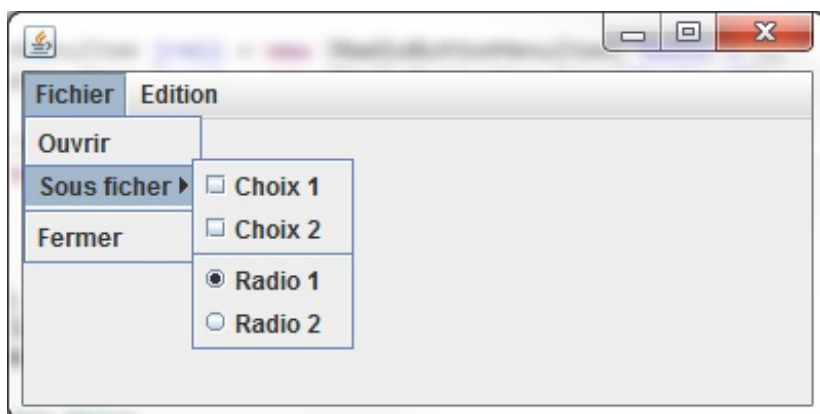 Fichier Edition
Ouvrir
Sous ficher
Fermer
Choix 1
Choix 2
Radio 1
Radio 2